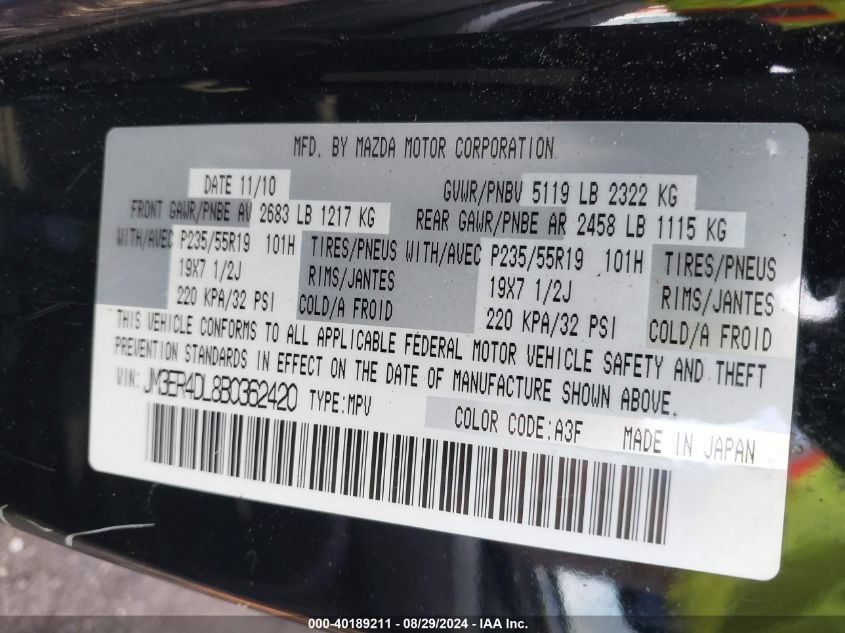 MFD. BY MAZDA MOTOR CORPORATION
DATE 11/10 GVWR/PNBV 5119 LB 2322 KG
FRONT GAWR/PNBE AV 2683 LB 1217 KG REAR GAWR/PNBE AR 2458 LB 1115 KG
WITH/AVEC P235/55R19 101H TIRES/PNEUS WITH/AVEC P235/55R19 101H TIRES/PNEUS
19X7 1/2J RIMS/JANTES 19X7 1/2J RIMS/JANTES
220 KPA/32 PSI COLD/A FROID 220 KPA/32 PSI COLD/A FROID
THIS VEHICLE CONFORMS TO ALL APPLICABLE FEDERAL MOTOR VEHICLE SAFETY AND THEFT
PREVENTION STANDARDS IN EFFECT ON THE DATE OF MANUFACTURE SHOWN ABOVE.
VIN: JM3ER4DL8B0362420 TYPE:MPV
COLOR CODE:A3F MADE IN JAPAN
000-40189211 - 08/29/2024 - IAA Inc.